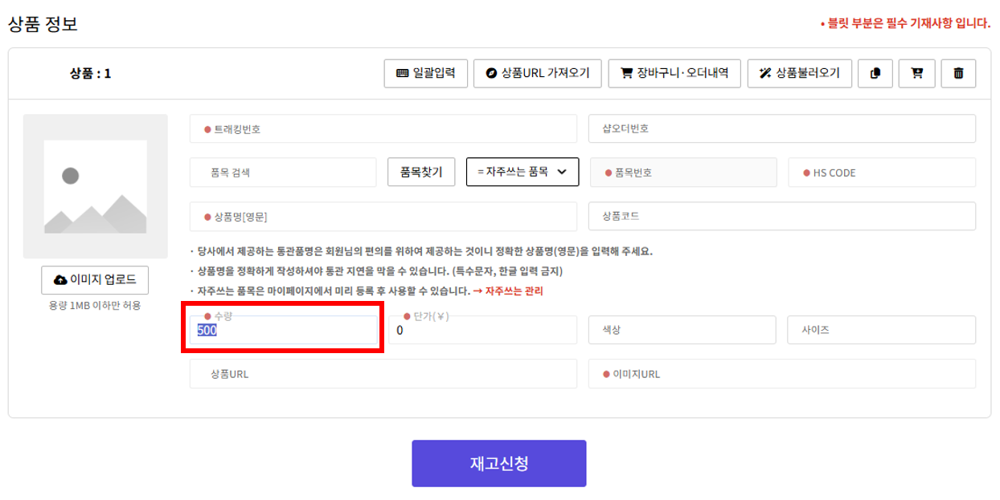 상품 정보
• 블릿 부분은 필수 기재사항 입니다.
상품 : 1
일괄입력
상품URL 가져오기
장바구니·오더내역
상품불러오기
트래킹번호
샵오더번호
품목 검색
품목찾기
= 자주쓰는 품목
품목번호
HS CODE
상품명[영문]
상품코드
· 당사에서 제공하는 통관품명은 회원님의 편의를 위하여 제공하는 것이니 정확한 상품명(영문)을 입력해 주세요.
· 상품명을 정확하게 작성하셔야 통관 지연을 막을 수 있습니다. (특수문자, 한글 입력 금지)
· 자주쓰는 품목은 마이페이지에서 미리 등록 후 사용할 수 있습니다. → 자주쓰는 관리
이미지 업로드
용량 1MB 이하만 허용
수량
500
단가(¥)
0
색상
사이즈
상품URL
이미지URL
재고신청